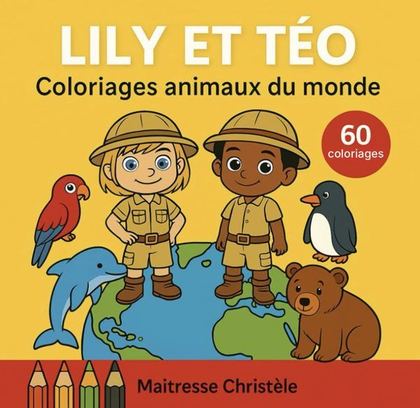 LILY ET TÉO
Coloriages animaux du monde
60
coloriages
Maitresse Christèle